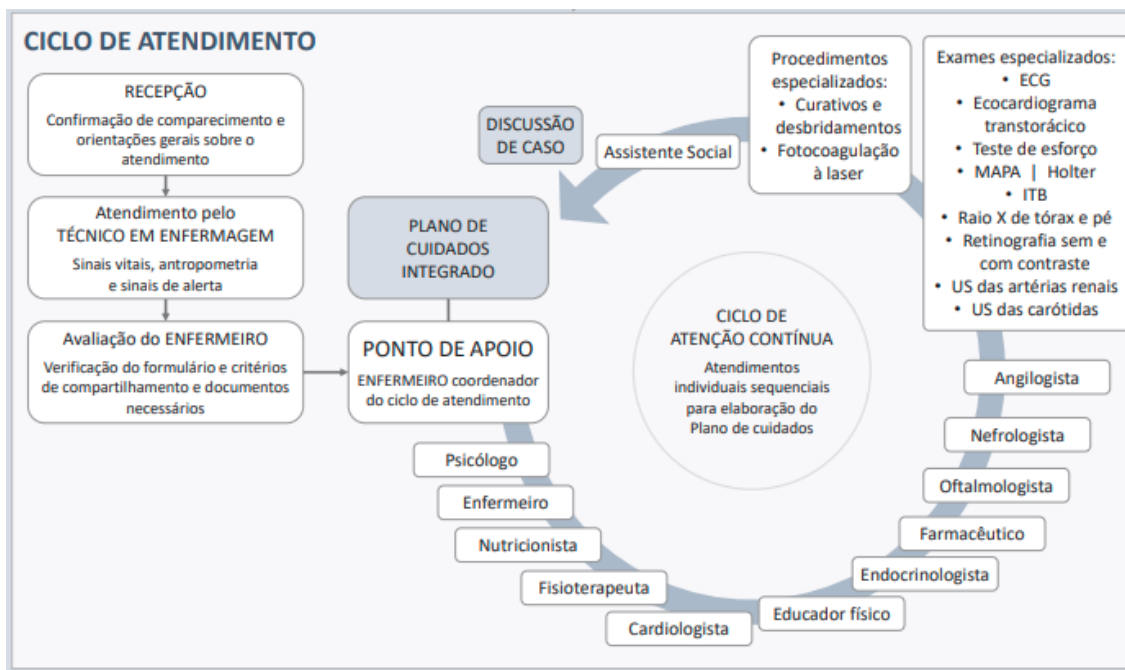 CICLO DE ATENDIMENTO
RECEPÇÃO
Confirmação de comparecimento e
orientações gerais sobre o
atendimento
Atendimento pelo
TÉCNICO EM ENFERMAGEM
Sinais vitais, antropometria
e sinais de alerta
Avaliação do ENFERMEIRO
Verificação do formulário e critérios
de compartilhamento e documentos
necessários
DISCUSSÃO
DE CASO
PLANO DE
CUIDADOS
INTEGRADO
PONTO DE APOIO
ENFERMEIRO coordenador
do ciclo de atendimento
Psicólogo
Enfermeiro
Nutricionista
Fisioterapeuta
Cardiologista
Educador físico
Endocrinologista
Farmacêutico
Oftalmologista
Nefrologista
Angilogista
Exames especializados:
• ECG
• Ecocardiograma
transtorácico
• Teste de esforço
• MAPA | Holter
• ITB
• Raio X de tórax e pé
• Retinografia sem e
com contraste
• US das artérias renais
• US das carótidas
Procedimentos
especializados:
• Curativos e
desbridamentos
• Fotocoagulação
à laser
Assistente Social
CICLO DE
ATENÇÃO CONTÍNUA
Atendimentos
individuais sequenciais
para elaboração do
Plano de cuidados